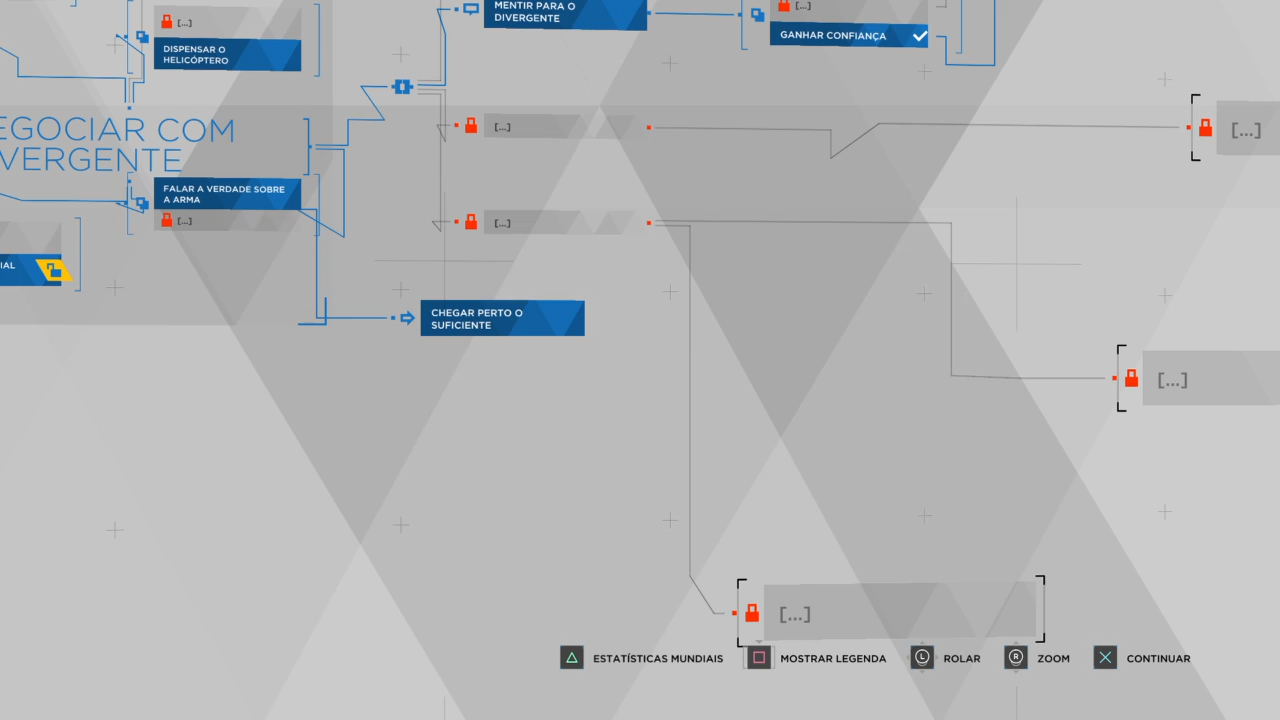 [...]
DISPENSAR O
HELICÓPTERO
MENTIR PARA O
DIVERGENTE
[...]
GANHAR CONFIANÇA
EGOCIAR COM
VERGENTE
[...]
[...]
FALAR A VERDADE SOBRE
A ARMA
[...]
[...]
IAL
CHEGAR PERTO O
SUFICIENTE
[...]
[...]
ESTATÍSTICAS MUNDIAIS
MOSTRAR LEGENDA
L
ROLAR
R
ZOOM
CONTINUAR